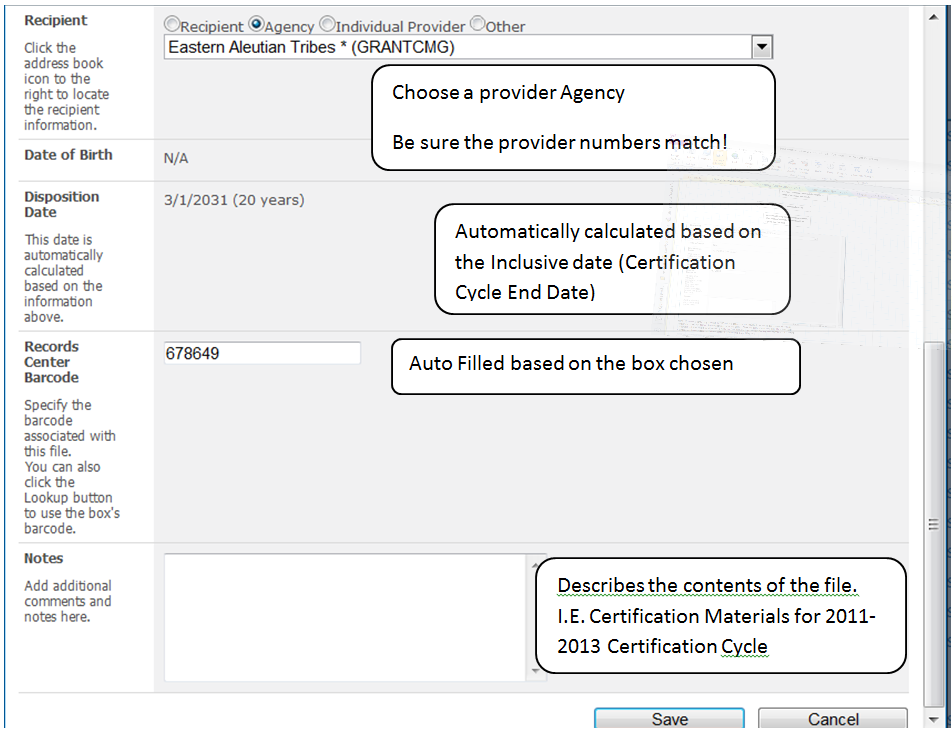 Recipient
Recipient Agency Individual Provider Other
Click the
address book
icon to the
right to locate
the recipient
information.
Eastern Aleutian Tribes * (GRANTCMG)
Choose a provider Agency
Be sure the provider numbers match!
Date of Birth
N/A
Disposition
Date
3/1/2031 (20 years)
This date is
automatically
calculated
based on the
information
above.
Automatically calculated based on
the Inclusive date (Certification
Cycle End Date)
Records
Center
Barcode
678649
Auto Filled based on the box chosen
Specify the
barcode
associated with
this file.
You can also
click the
Lookup button
to use the box's
barcode.
Notes
Add additional
comments and
notes here.
Describes the contents of the file.
I.E. Certification Materials for 2011-
2013 Certification Cycle
Save
Cancel